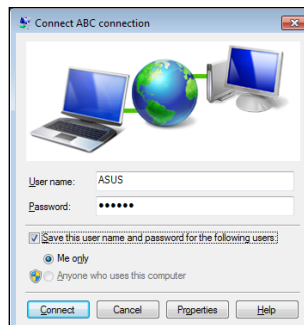 Connect ABC connection
User name: ASUS
Password: ••••••
Save this user name and password for the following users:
Me only
Anyone who uses this computer
Connect Cancel Properties Help